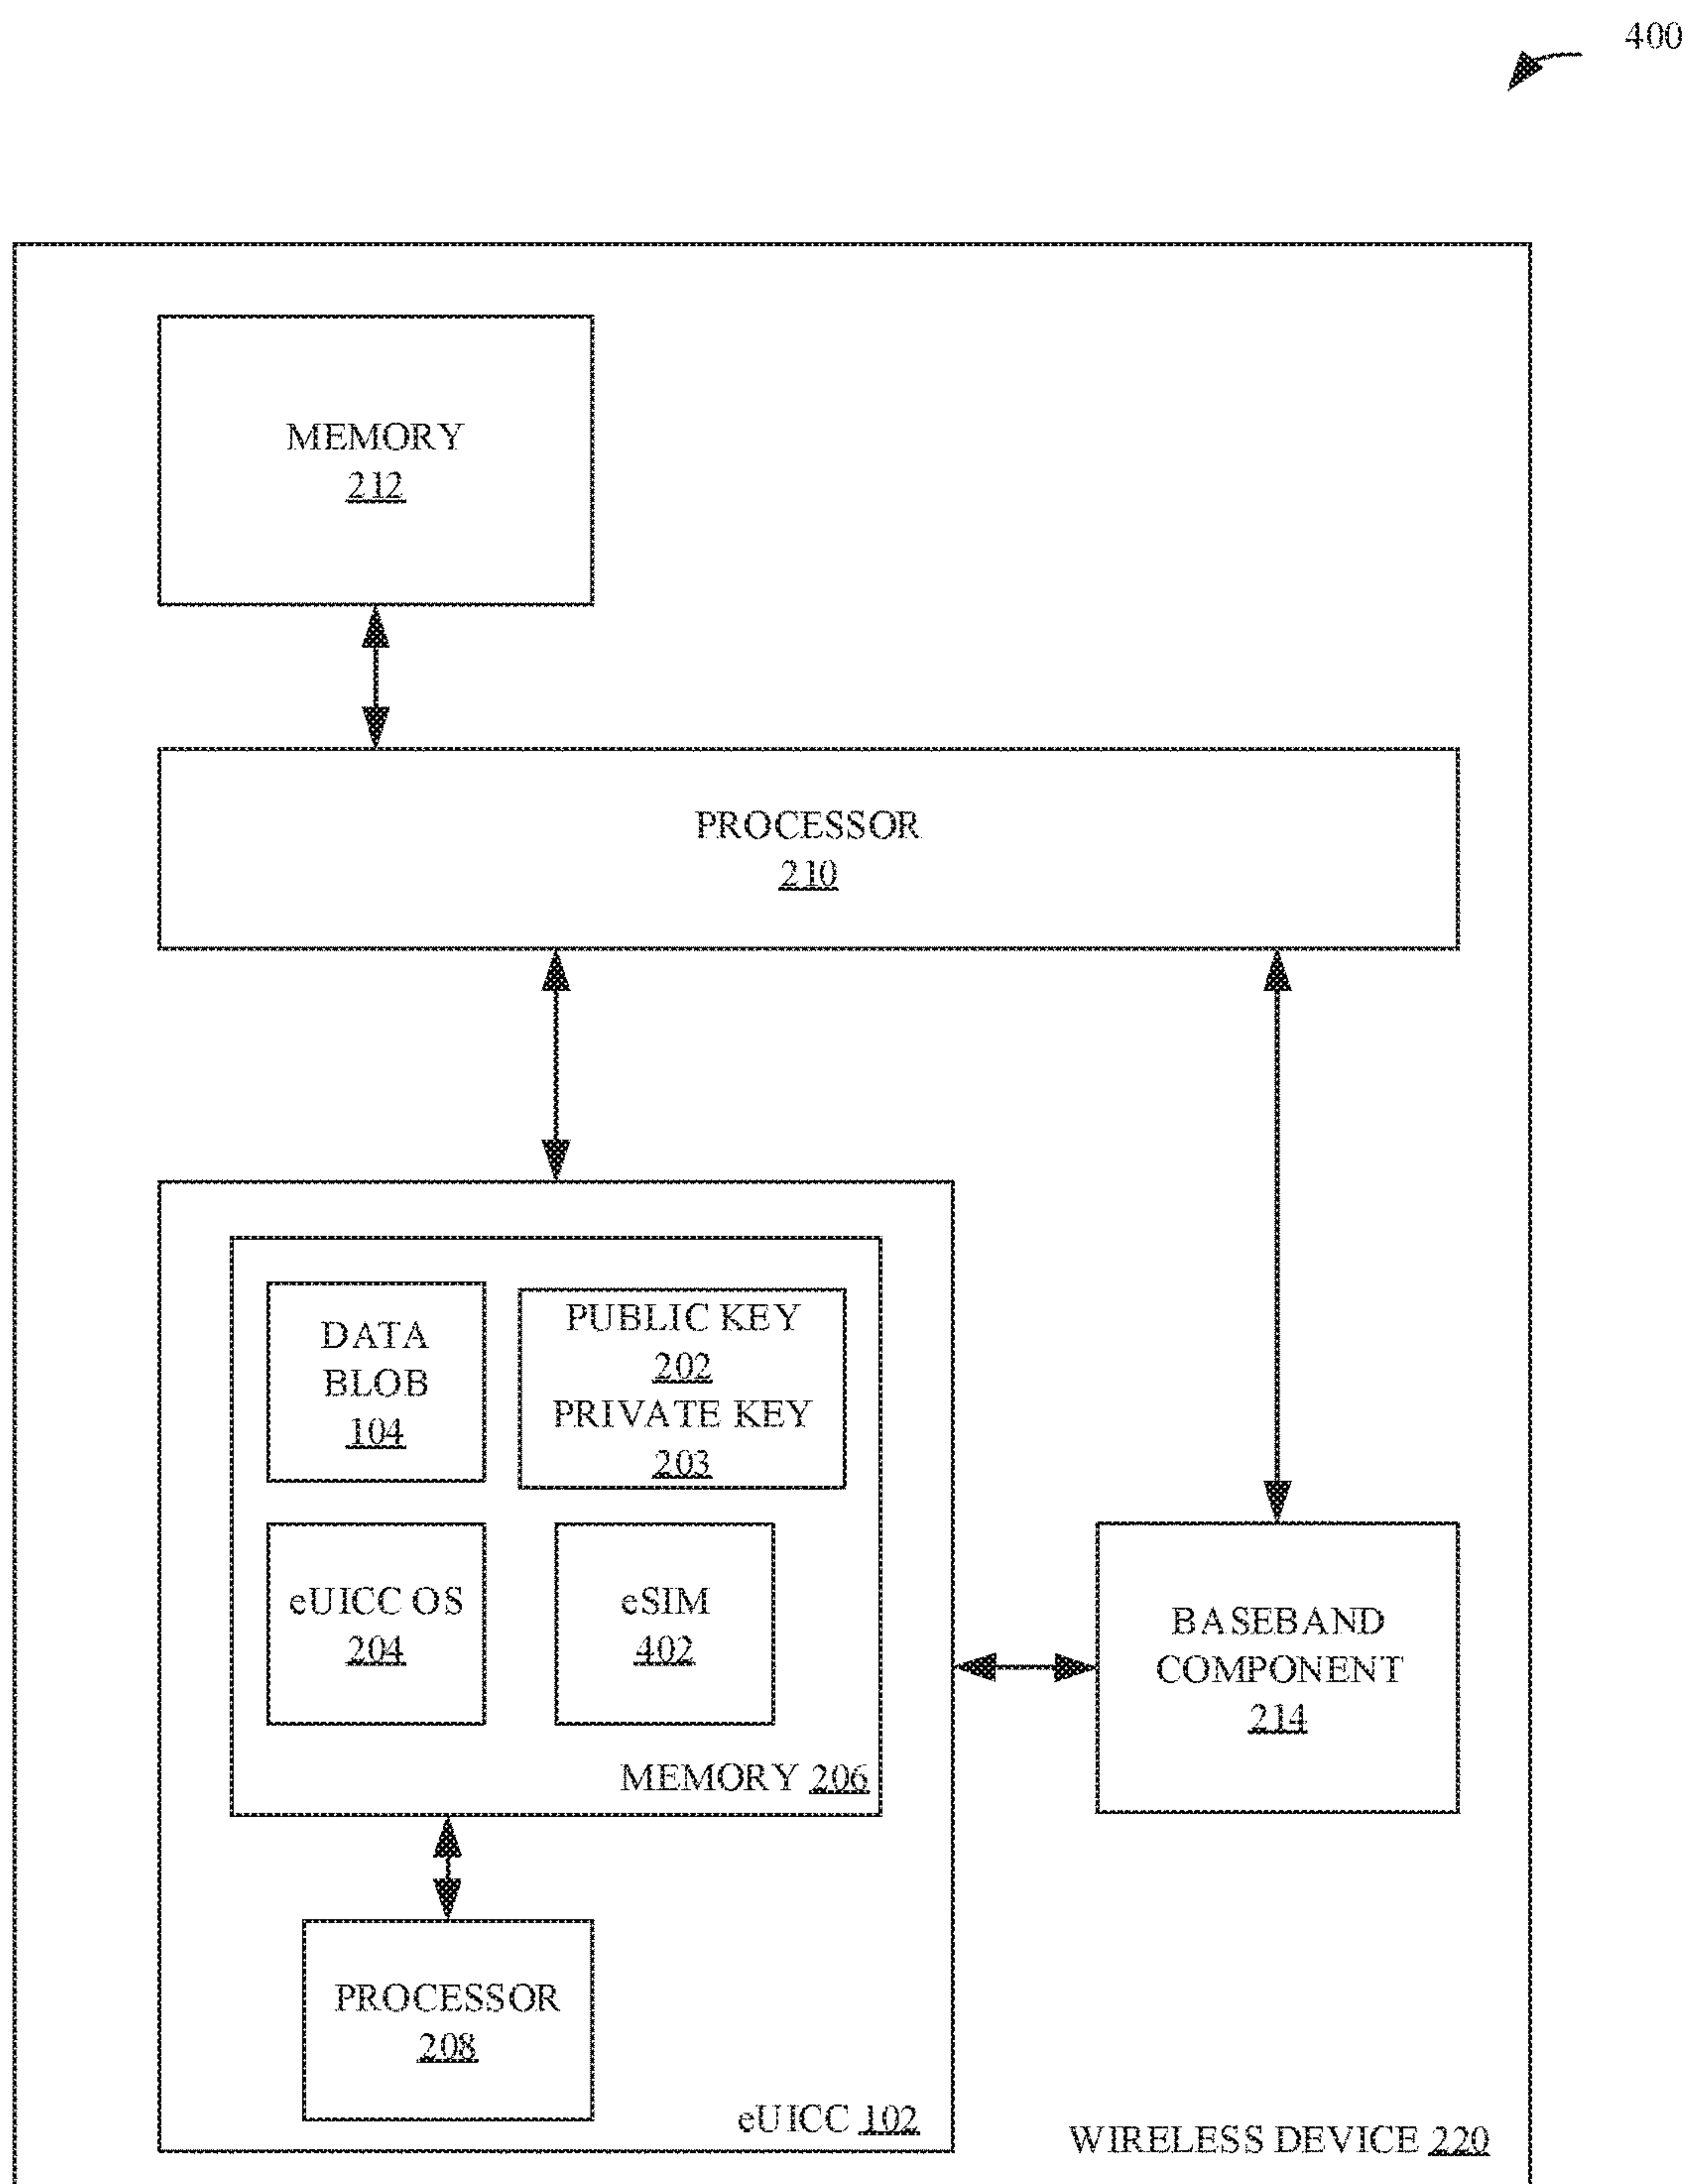 400
MEMORY
212
PROCESSOR
210
DATA
BLOB
104
PUBLIC KEY
202
PRIVATE KEY
203
eUICC OS
204
eSIM
402
MEMORY 206
BASEBAND
COMPONENT
214
PROCESSOR
208
eUICC 102
WIRELESS DEVICE 220